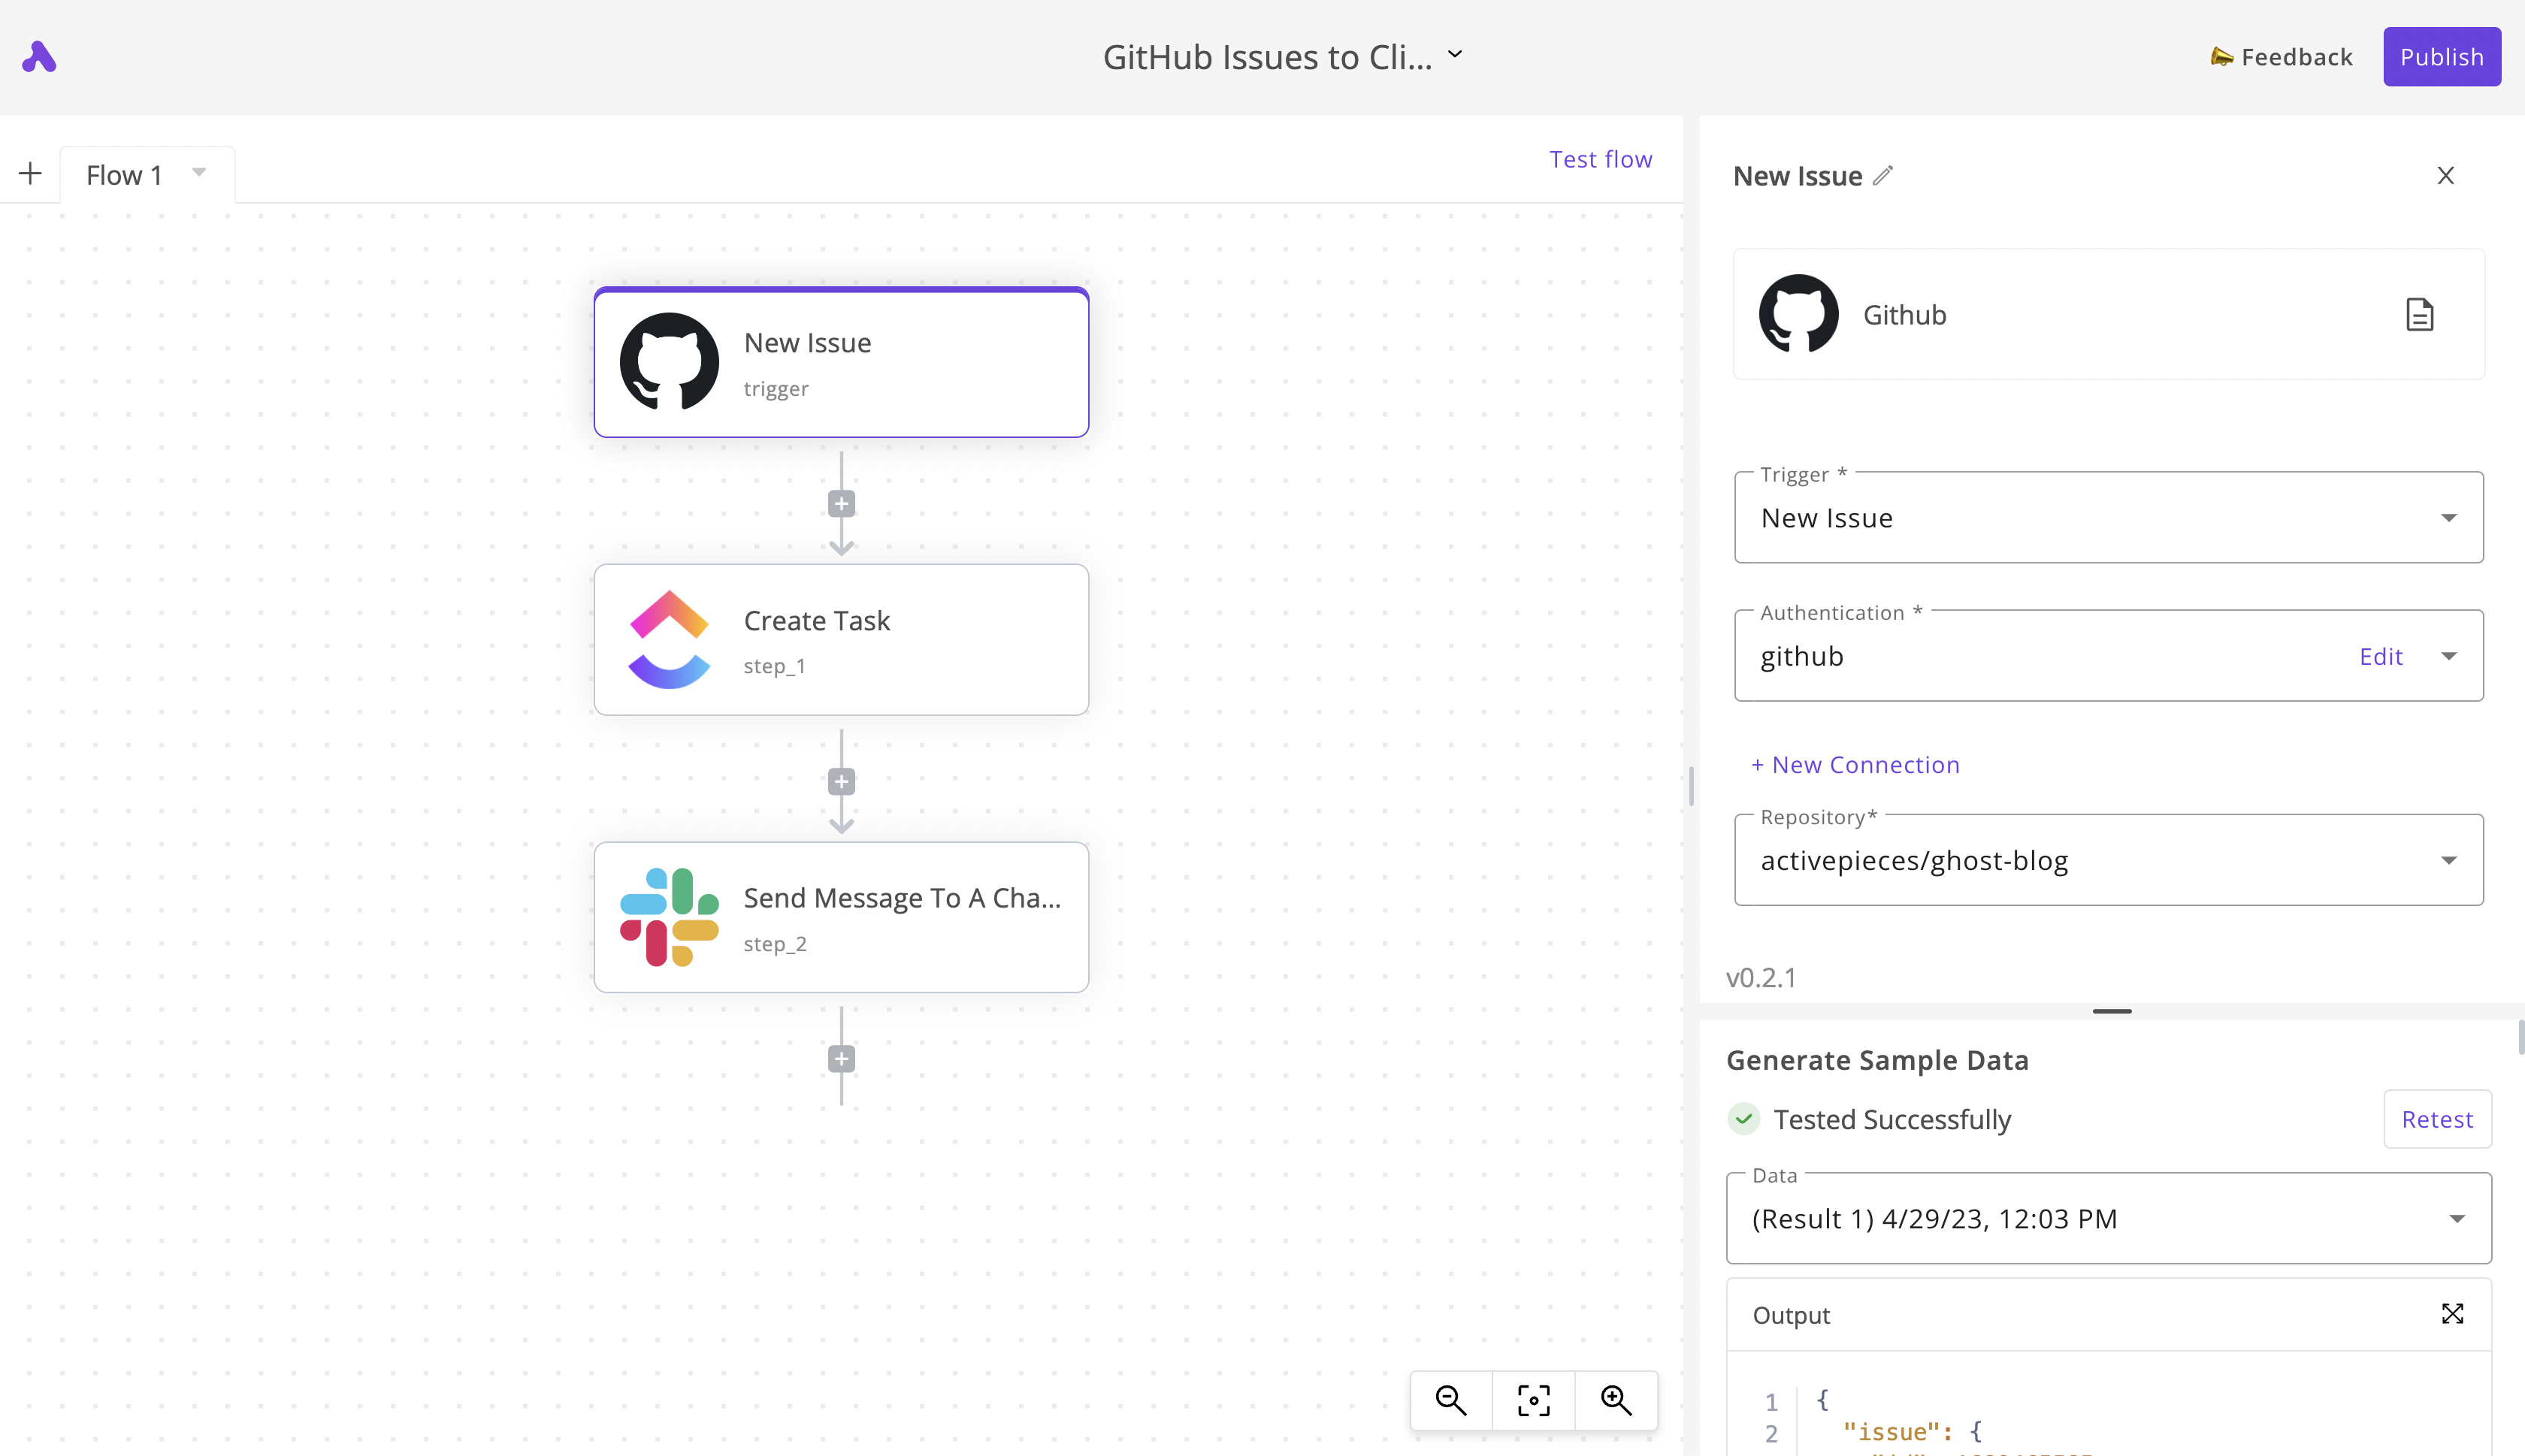 GitHub Issues to Cli...
Feedback
Publish
Flow 1
Test flow
New Issue
trigger
Create Task
step_1
Send Message To A Cha...
step_2
New Issue
Github
Trigger *
New Issue
Authentication *
github
Edit
+ New Connection
Repository*
activepieces/ghost-blog
v0.2.1
Generate Sample Data
Tested Successfully
Retest
Data
(Result 1) 4/29/23, 12:03 PM
Output
1 {
2 "issue": {